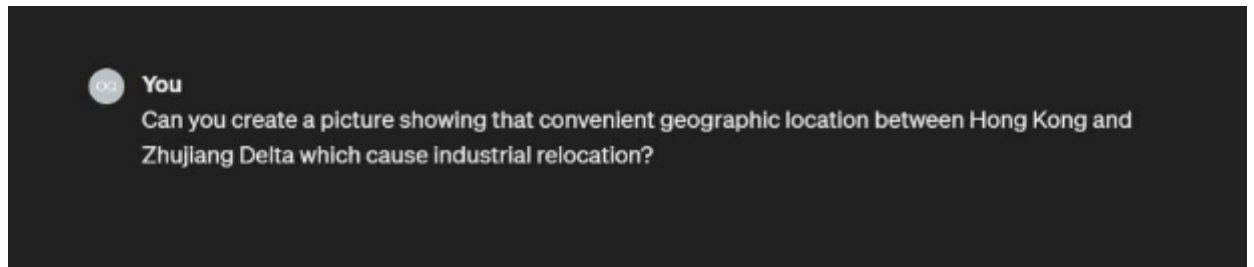 You
Can you create a picture showing that convenient geographic location between Hong Kong and
Zhujiang Delta which cause industrial relocation?